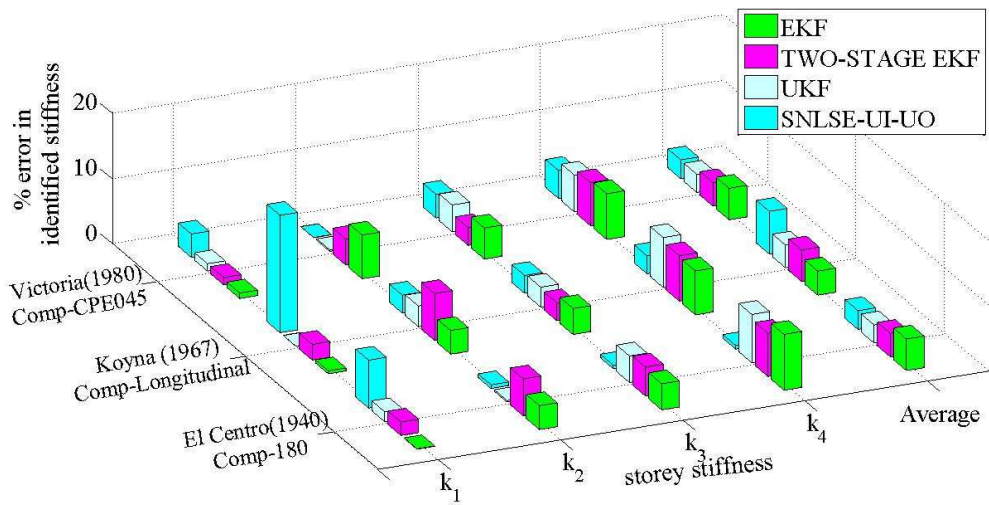 EKF
TWO-STAGE EKF
UKF
SNLSE-UI-UO
% error in
identified stiffness
20
10
0
Victoria(1980)
Comp-CPE045
Koyna (1967)
Comp-Longitudinal
El Centro(1940)
Comp-180
k1
k2
k3
k4
Average
storey stiffness